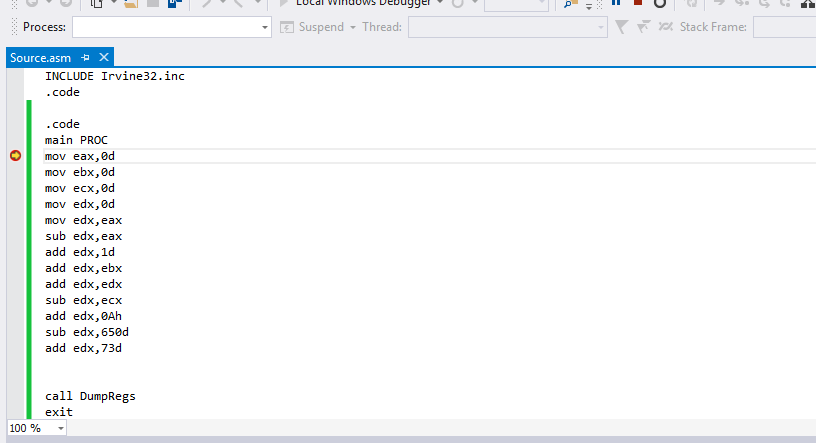 Local Windows Debugger
Process: Suspend Thread: Stack Frame:
Source.asm
INCLUDE Irvine32.inc
.code
.code
main PROC
mov eax,0d
mov ebx,0d
mov ecx,0d
mov edx,0d
mov edx,eax
sub edx,eax
add edx,1d
add edx,ebx
add edx,edx
sub edx,ecx
add edx,0Ah
sub edx,650d
add edx,73d
call DumpRegs
exit
100 %